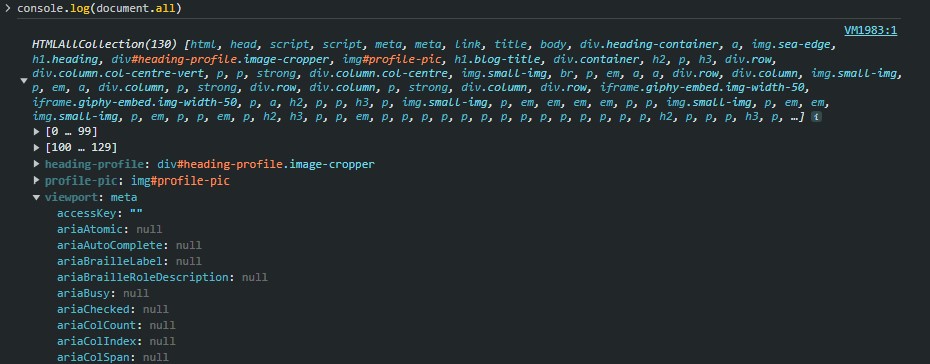 > console.log(document.all)
VM1983:1
HTMLAllCollection(130) [html, head, script, script, meta, meta, link, title, body, div.heading-container, a, img.sea-edge,
h1.heading, div#heading-profile.image-cropper, img#profile-pic, h1.blog-title, div.container, h2, p, h3, div.row,
div.column.col-centre-vert, p, p, strong, div.column.col-centre, img.small-img, br, p, em, a, a, div.row, div.column, img.small-img,
p, em, a, div.column, p, strong, div.row, div.column, p, strong, div.column, div.row, iframe.giphy-embed.img-width-50,
iframe.giphy-embed.img-width-50, p, a, h2, p, p, h3, p, img.small-img, p, em, em, em, em, p, p, img.small-img, p, em, em,
img.small-img, p, em, p, p, em, p, h2, h3, p, p, em, p, p, p, p, p, p, p, p, p, p, p, p, p, p, p, h2, p, p, p, h3, p, …] i
▶ [0 … 99]
▶ [100 … 129]
▶ heading-profile: div#heading-profile.image-cropper
▶ profile-pic: img#profile-pic
▼ viewport: meta
accessKey: ""
ariaAtomic: null
ariaAutoComplete: null
ariaBrailleLabel: null
ariaBrailleRoleDescription: null
ariaBusy: null
ariaChecked: null
ariaColCount: null
ariaColIndex: null
ariaColSpan: null